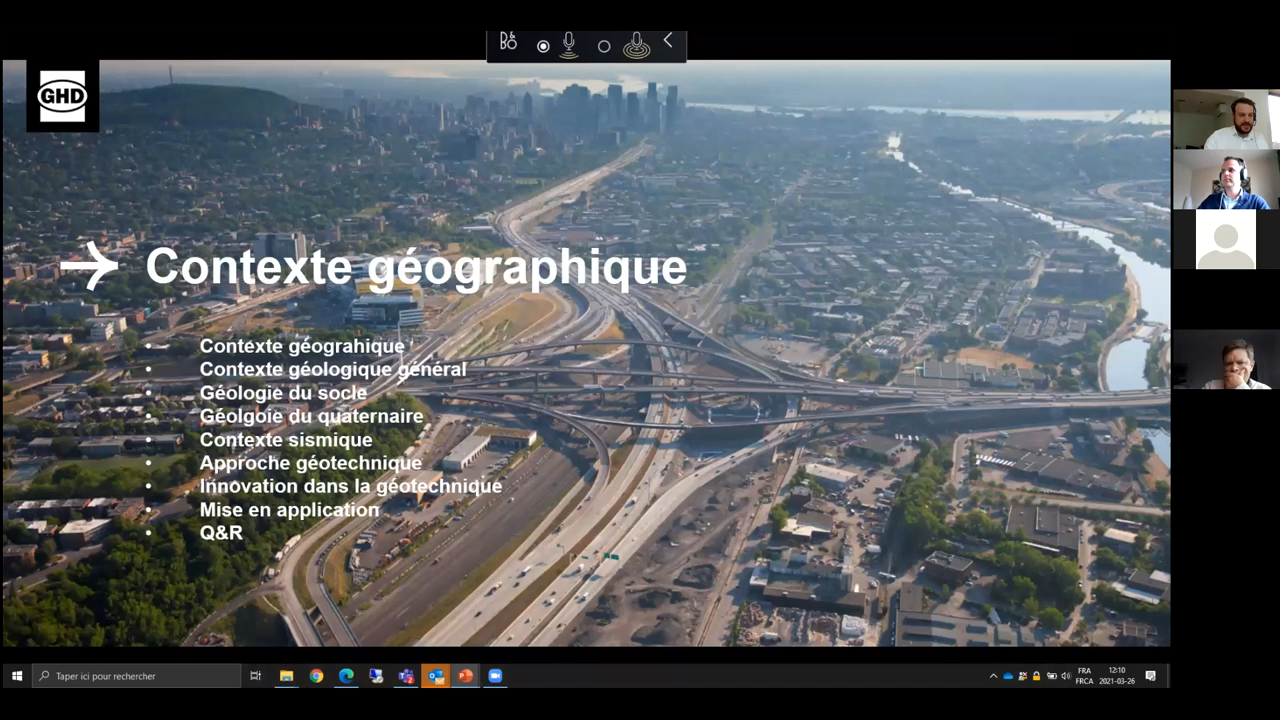 B&O
GHD
Contexte géographique
• Contexte géograhique
• Contexte géologique général
• Géologie du socle
• Géolgoie du quaternaire
• Contexte sismique
• Approche géotechnique
• Innovation dans la géotechnique
• Mise en application
• Q&R
Taper ici pour rechercher
FRA 12:10
FRCA 2021-03-26